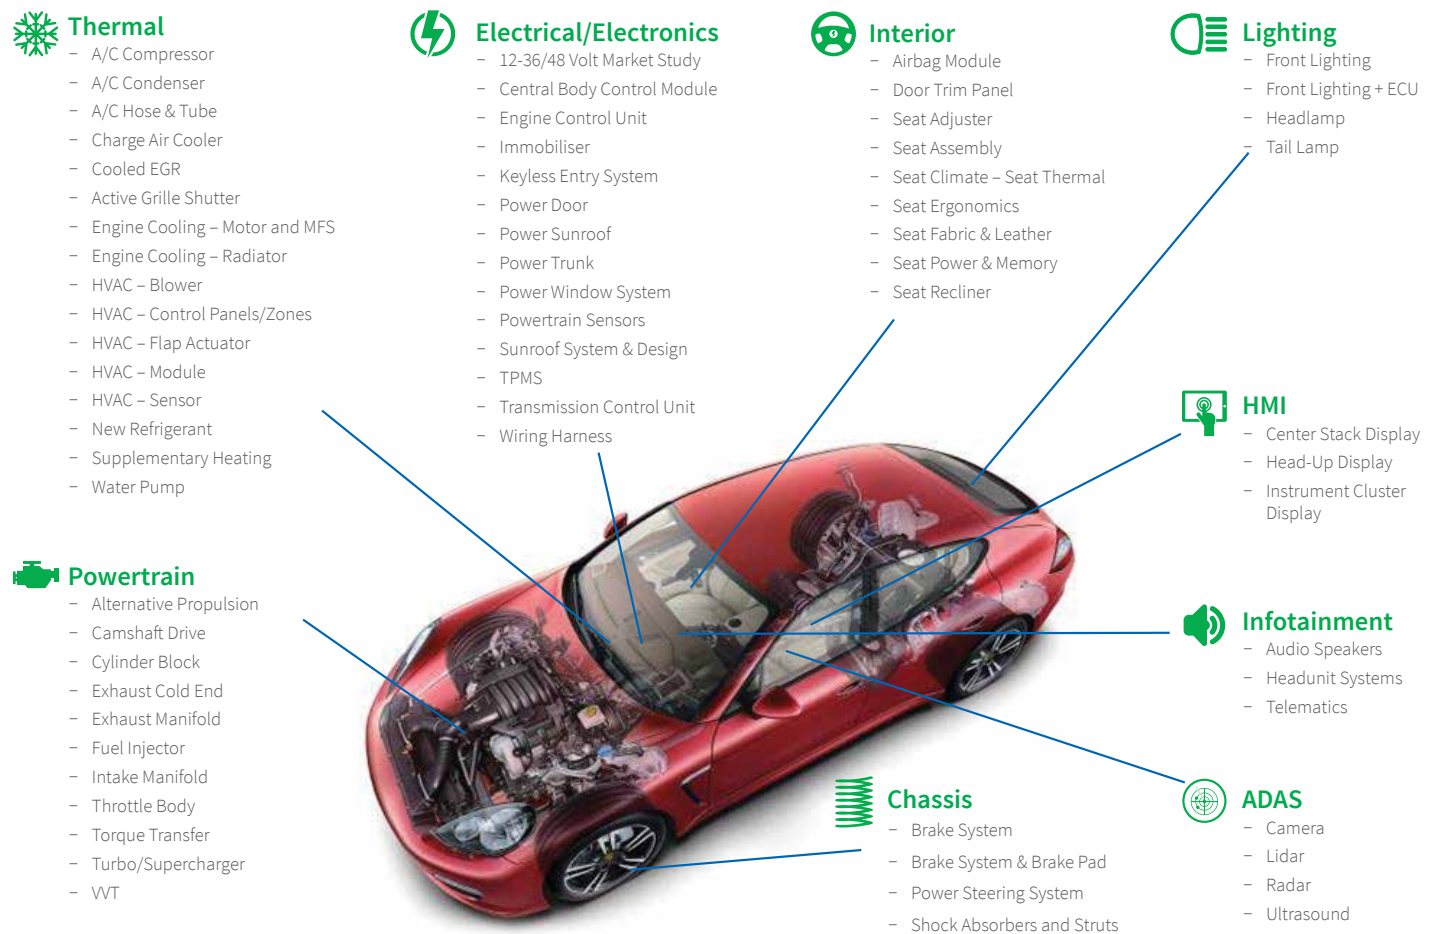 Thermal
– A/C Compressor
– A/C Condenser
– A/C Hose & Tube
– Charge Air Cooler
– Cooled EGR
– Active Grille Shutter
– Engine Cooling – Motor and MFS
– Engine Cooling – Radiator
– HVAC – Blower
– HVAC – Control Panels/Zones
– HVAC – Flap Actuator
– HVAC – Module
– HVAC – Sensor
– New Refrigerant
– Supplementary Heating
– Water Pump
Powertrain
– Alternative Propulsion
– Camshaft Drive
– Cylinder Block
– Exhaust Cold End
– Exhaust Manifold
– Fuel Injector
– Intake Manifold
– Throttle Body
– Torque Transfer
– Turbo/Supercharger
– VVT
Electrical/Electronics
– 12-36/48 Volt Market Study
– Central Body Control Module
– Engine Control Unit
– Immobiliser
– Keyless Entry System
– Power Door
– Power Sunroof
– Power Trunk
– Power Window System
– Powertrain Sensors
– Sunroof System & Design
– TPMS
– Transmission Control Unit
– Wiring Harness
Interior
– Airbag Module
– Door Trim Panel
– Seat Adjuster
– Seat Assembly
– Seat Climate – Seat Thermal
– Seat Ergonomics
– Seat Fabric & Leather
– Seat Power & Memory
– Seat Recliner
Chassis
– Brake System
– Brake System & Brake Pad
– Power Steering System
– Shock Absorbers and Struts
Lighting
– Front Lighting
– Front Lighting + ECU
– Headlamp
– Tail Lamp
HMI
– Center Stack Display
– Head-Up Display
– Instrument Cluster
Display
Infotainment
– Audio Speakers
– Headunit Systems
– Telematics
ADAS
– Camera
– Lidar
– Radar
– Ultrasound